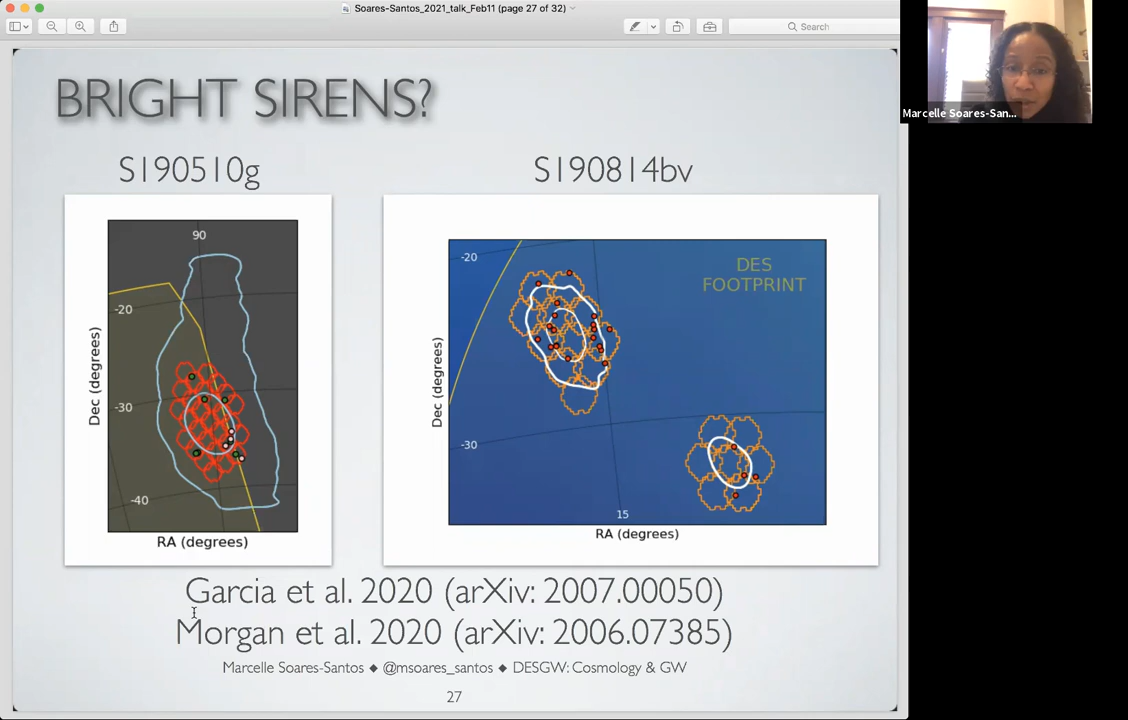 Soares-Santos_2021_talk_Feb11 (page 27 of 32)
Search
Marcelle Soares-San...
BRIGHT SIRENS?
S190510g
S190814bv
90
-20
-30
-40
Dec (degrees)
RA (degrees)
-20
DES
FOOTPRINT
-30
15
Dec (degrees)
RA (degrees)
Garcia et al. 2020 (arXiv: 2007.00050)
Morgan et al. 2020 (arXiv: 2006.07385)
Marcelle Soares-Santos ◆ @msoares_santos ◆ DESGW: Cosmology & GW
27